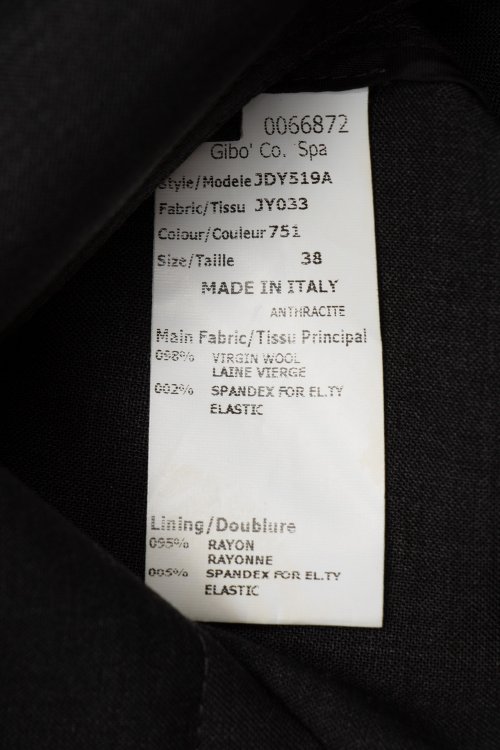 0066872
Gibo' Co. Spa
Style/Modele JDY519A
Fabric/Tissu JY033
Colour/Couleur 751
Size/Taille 38
MADE IN ITALY
ANTHRACITE
Main Fabric/Tissu Principal
098% VIRGIN WOOL
LAINE VIERGE
002% SPANDEX FOR EL.TY
ELASTIC
Lining/Doublure
095% RAYON
RAYONNE
005% SPANDEX FOR EL.TY
ELASTIC